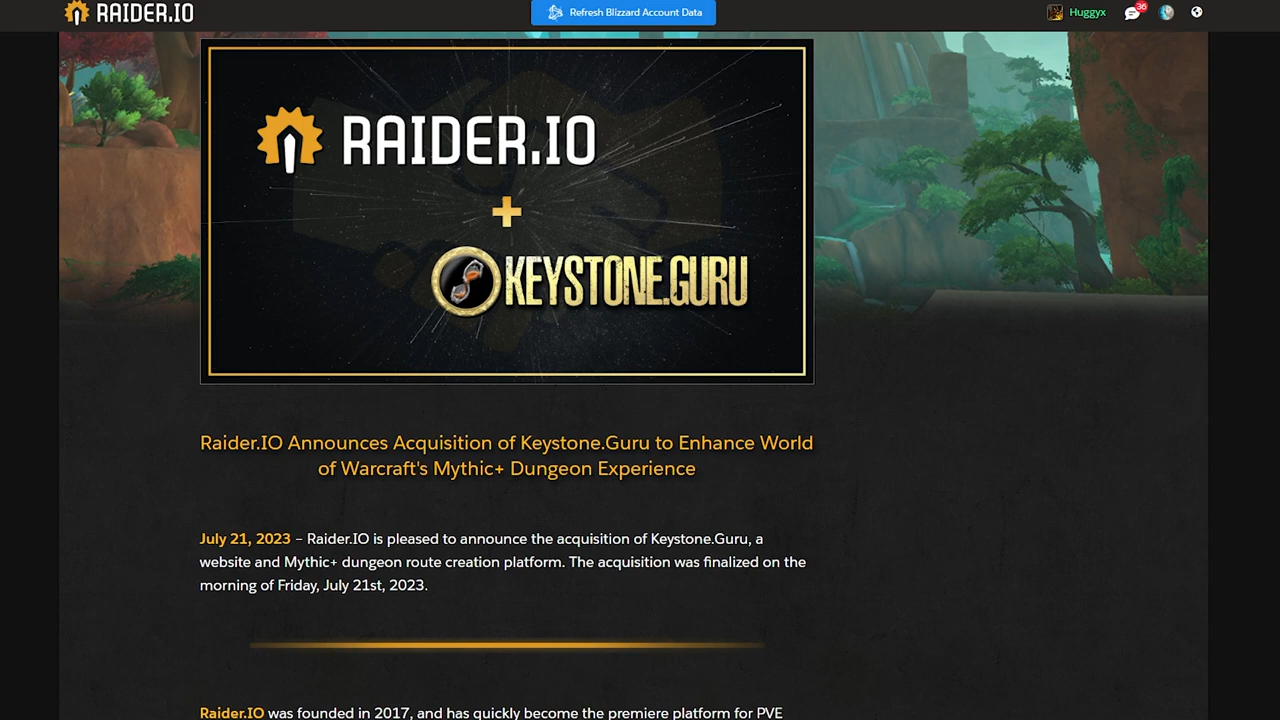 RAIDER.IO
Refresh Blizzard Account Data
Huggyx
36
RAIDER.IO
+
KEYSTONE.GURU
Raider.IO Announces Acquisition of Keystone.Guru to Enhance World
of Warcraft's Mythic+ Dungeon Experience
July 21, 2023 – Raider.IO is pleased to announce the acquisition of Keystone.Guru, a
website and Mythic+ dungeon route creation platform. The acquisition was finalized on the
morning of Friday, July 21st, 2023.
Raider.IO was founded in 2017, and has quickly become the premiere platform for PVE